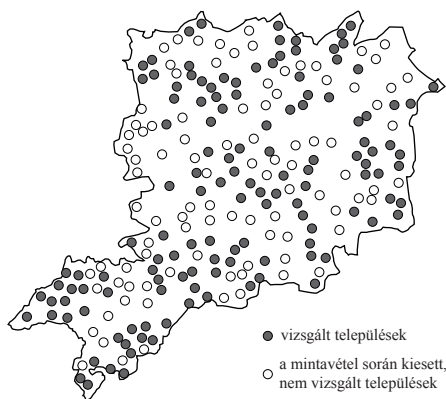 vizsgált települések
a mintavétel során kiesett,
nem vizsgált települések